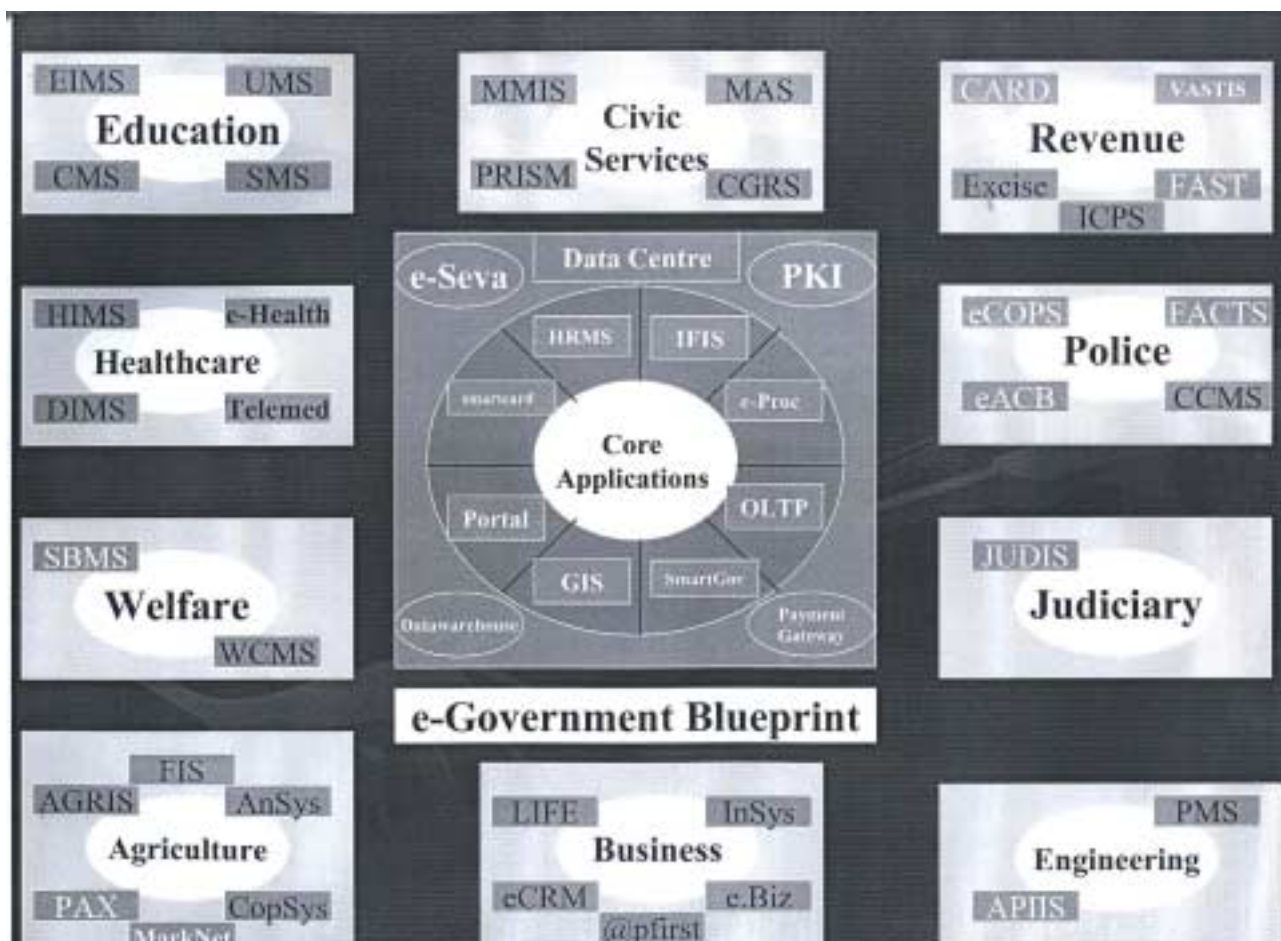 EIMS UMS
Education
CMS SMS
MMIS MAS
Civic
Services
PRISM CGRS
CARD VASTIS
Revenue
Excise FAST
ICPS
e-Seva Data Centre PKI
HRMS IFIS
smartcard e-Proc
Core
Applications
Portal OLTP
GIS SmartGov
Datawarehouse
Payment
Gateway
HIMS e-Health
Healthcare
DIMS Telemed
eCOPS FACTS
Police
eACB CCMS
SBMS
Welfare
WCMS
JUDIS
Judiciary
e-Government Blueprint
FIS
AGRIS AnSys
Agriculture
PAX CopSys
MarkNet
LIFE InSys
Business
eCRM e.Biz
@pfirst
PMS
Engineering
APIIS